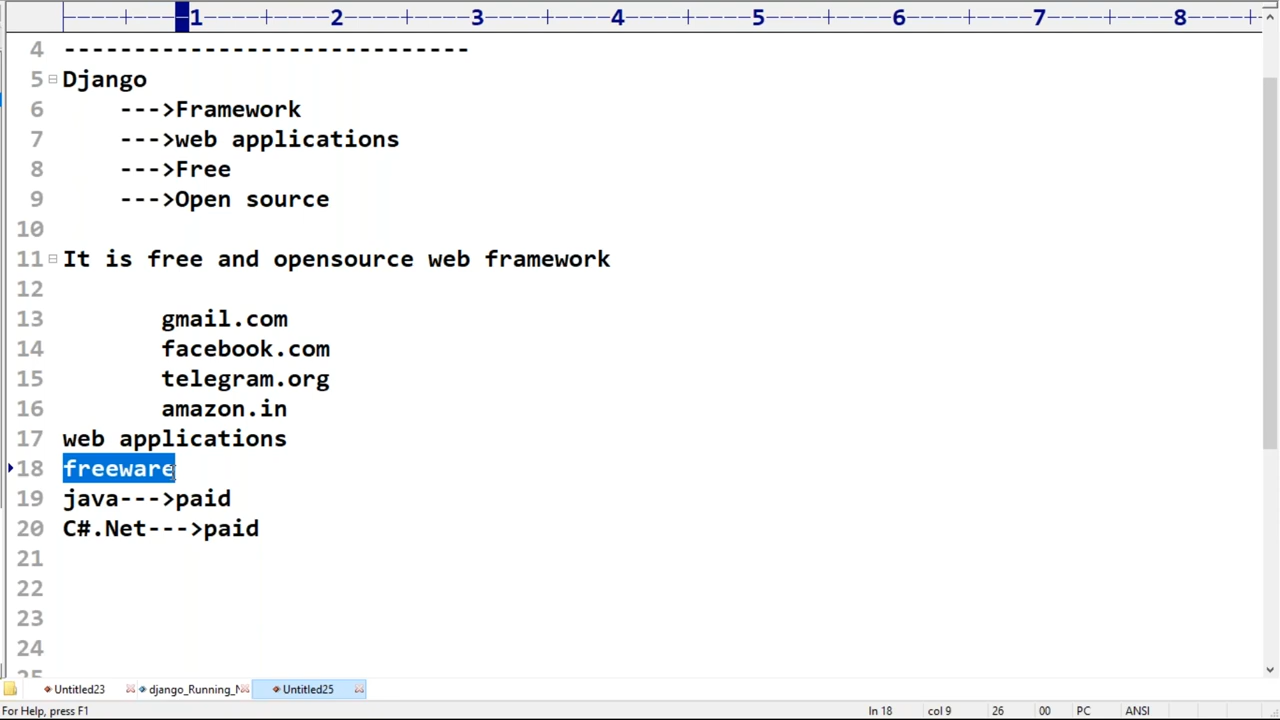 1 2 3 4 5 6 7 8
4 ----------------------------
5 Django
6 --->Framework
7 --->web applications
8 --->Free
9 --->Open source
10
11 It is free and opensource web framework
12
13 gmail.com
14 facebook.com
15 telegram.org
16 amazon.in
17 web applications
18 freeware
19 java--->paid
20 C#.Net--->paid
21
22
23
24
25
Untitled23 django_Running_N Untitled25
For Help, press F1 ln 18 col 9 26 00 PC ANSI